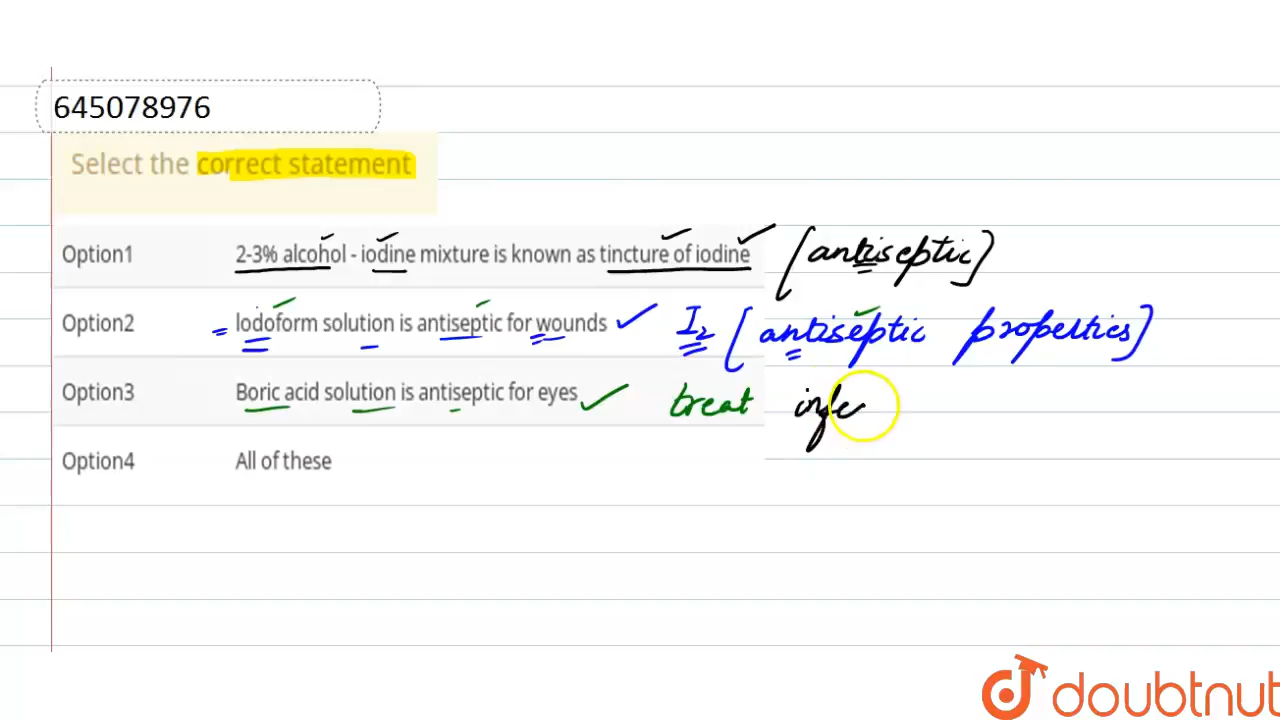 645078976
Select the correct statement
Option1 2-3% alcohol - iodine mixture is known as tincture of iodine [antiseptic]
Option2 Iodoform solution is antiseptic for wounds I2 [antiseptic properties]
Option3 Boric acid solution is antiseptic for eyes treat infe
Option4 All of these
doubtnut